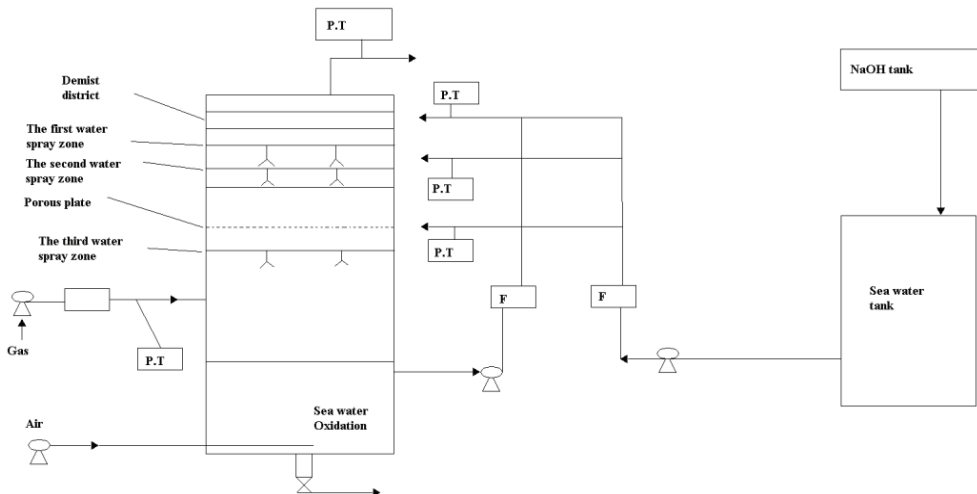 P.T
NaOH tank
Demist
district
P.T
The first water
spray zone
The second water
spray zone
P.T
Porous plate
P.T
The third water
spray zone
F
F
Sea water
tank
Gas
P.T
Sea water
Oxidation
Air